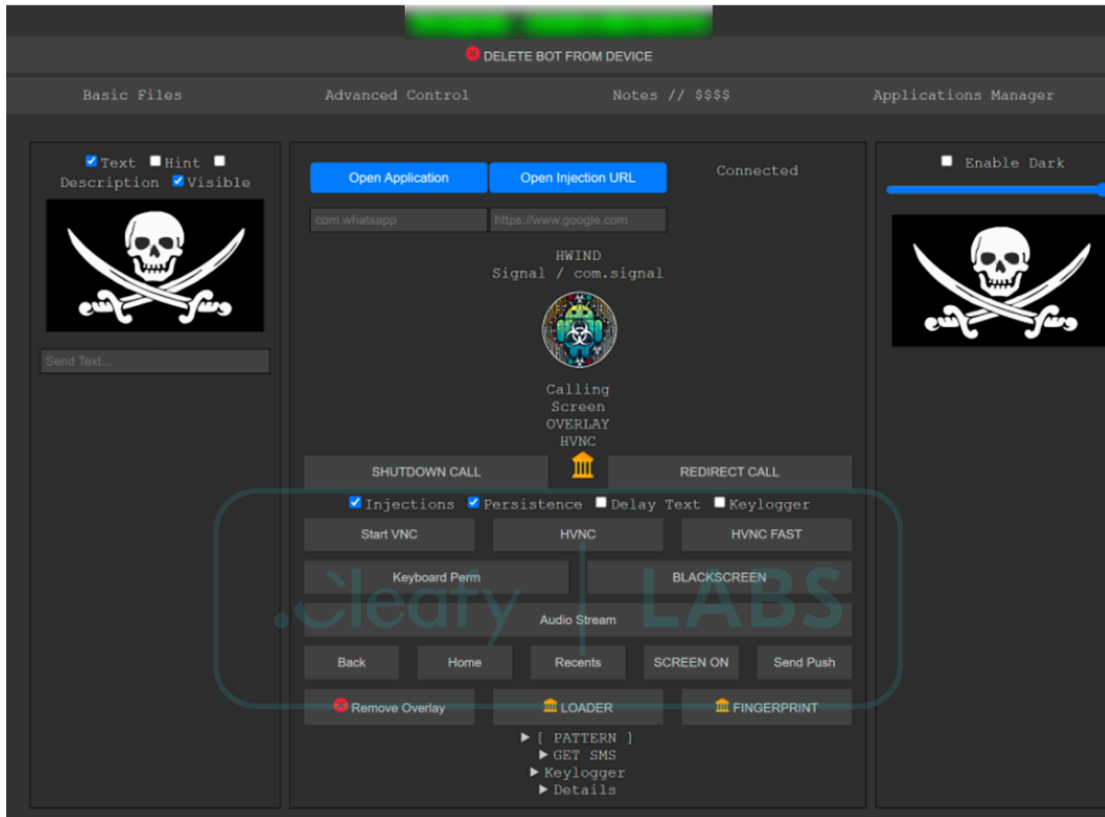 DELETE BOT FROM DEVICE
Basic Files
Advanced Control
Notes // $$$$
Applications Manager
Text Hint
Description Visible
Send Text...
Open Application
Open Injection URL
Connected
com.whatsapp
https://www.google.com
HWIND
Signal / com.signal
Calling
Screen
OVERLAY
HVNC
SHUTDOWN CALL
REDIRECT CALL
Injections Persistence Delay Text Keylogger
Start VNC
HVNC
HVNC FAST
Keyboard Perm
BLACKSCREEN
Cleafy LABS
Audio Stream
Back
Home
Recents
SCREEN ON
Send Push
Remove Overlay
LOADER
FINGERPRINT
[ PATTERN ]
GET SMS
Keylogger
Details
Enable Dark